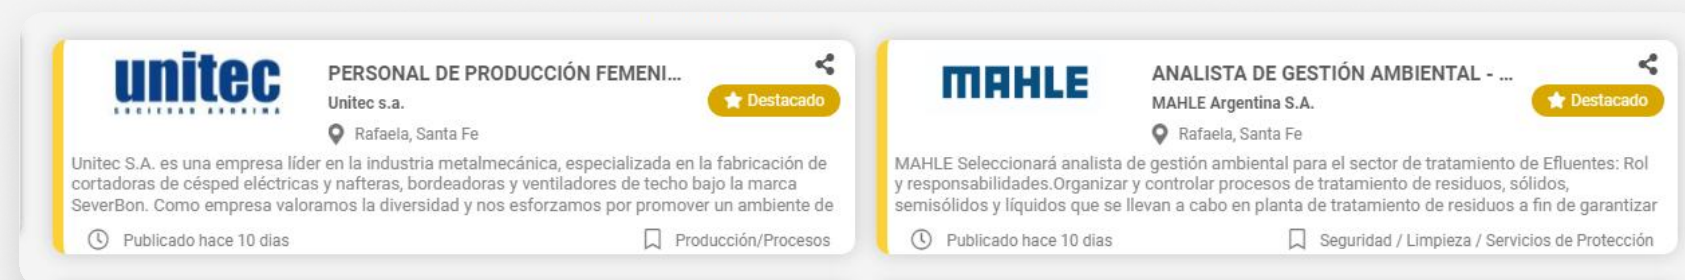 unitec
SOCIEDAD ANONIMA
PERSONAL DE PRODUCCIÓN FEMENI...
Unitec s.a.
Destacado
Rafaela, Santa Fe
Unitec S.A. es una empresa líder en la industria metalmecánica, especializada en la fabricación de
cortadoras de césped eléctricas y nafteras, bordeadoras y ventiladores de techo bajo la marca
SeverBon. Como empresa valoramos la diversidad y nos esforzamos por promover un ambiente de
Publicado hace 10 dias
Producción/Procesos
MAHLE
ANALISTA DE GESTIÓN AMBIENTAL - ...
MAHLE Argentina S.A.
Destacado
Rafaela, Santa Fe
MAHLE Seleccionará analista de gestión ambiental para el sector de tratamiento de Efluentes: Rol
y responsabilidades.Organizar y controlar procesos de tratamiento de residuos, sólidos,
semisólidos y líquidos que se llevan a cabo en planta de tratamiento de residuos a fin de garantizar
Publicado hace 10 dias
Seguridad / Limpieza / Servicios de Protección